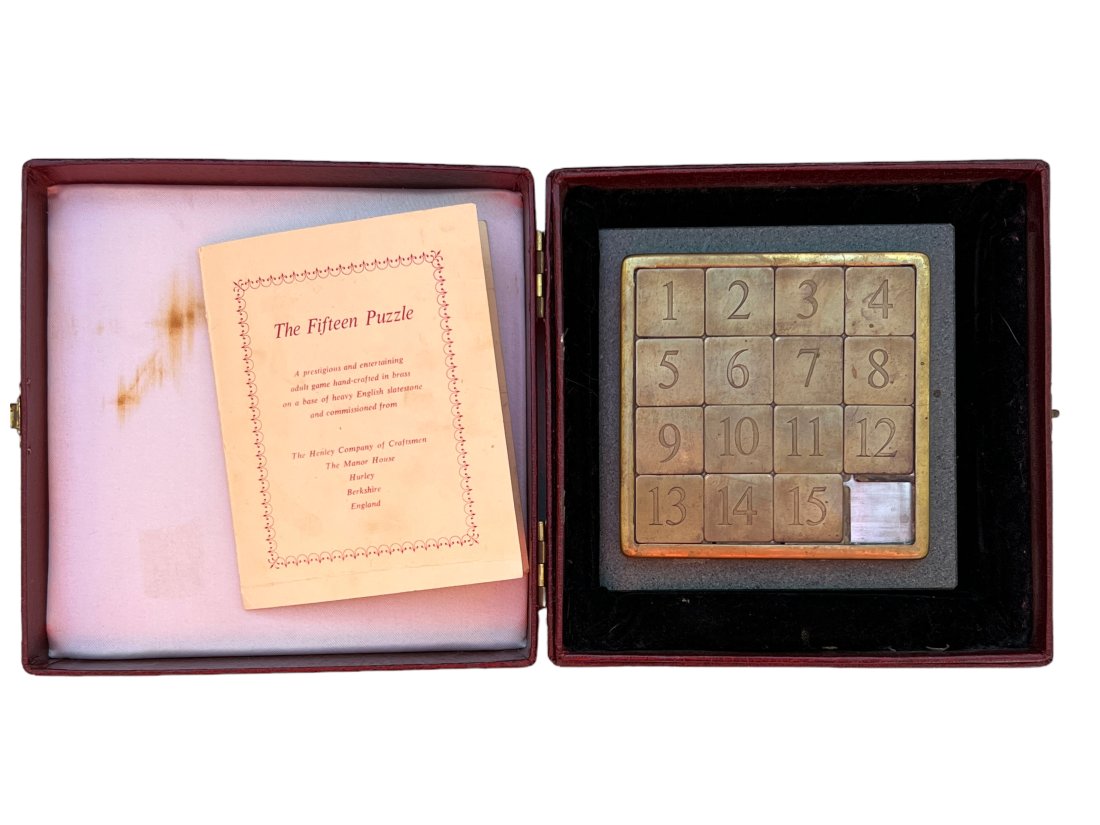 The Fifteen Puzzle
A prestigious and entertaining
adult game hand-crafted in brass
on a base of heavy English slatestone
and commissioned from
The Henley Company of Craftsmen
The Manor House
Hurley
Berkshire
England
1 2 3 4
5 6 7 8
9 10 11 12
13 14 15